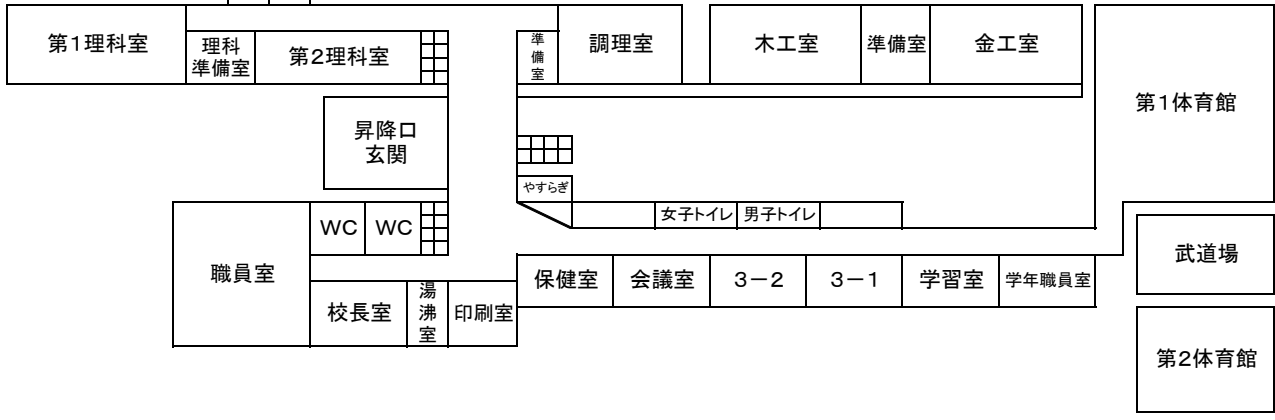 第1理科室
理科
準備室
第2理科室
準
備
室
調理室
木工室
準備室
金工室
第1体育館
昇降口
玄関
やすらぎ
女子トイレ
男子トイレ
WC
WC
職員室
校長室
湯
沸
室
印刷室
保健室
会議室
3－2
3－1
学習室
学年職員室
武道場
第2体育館